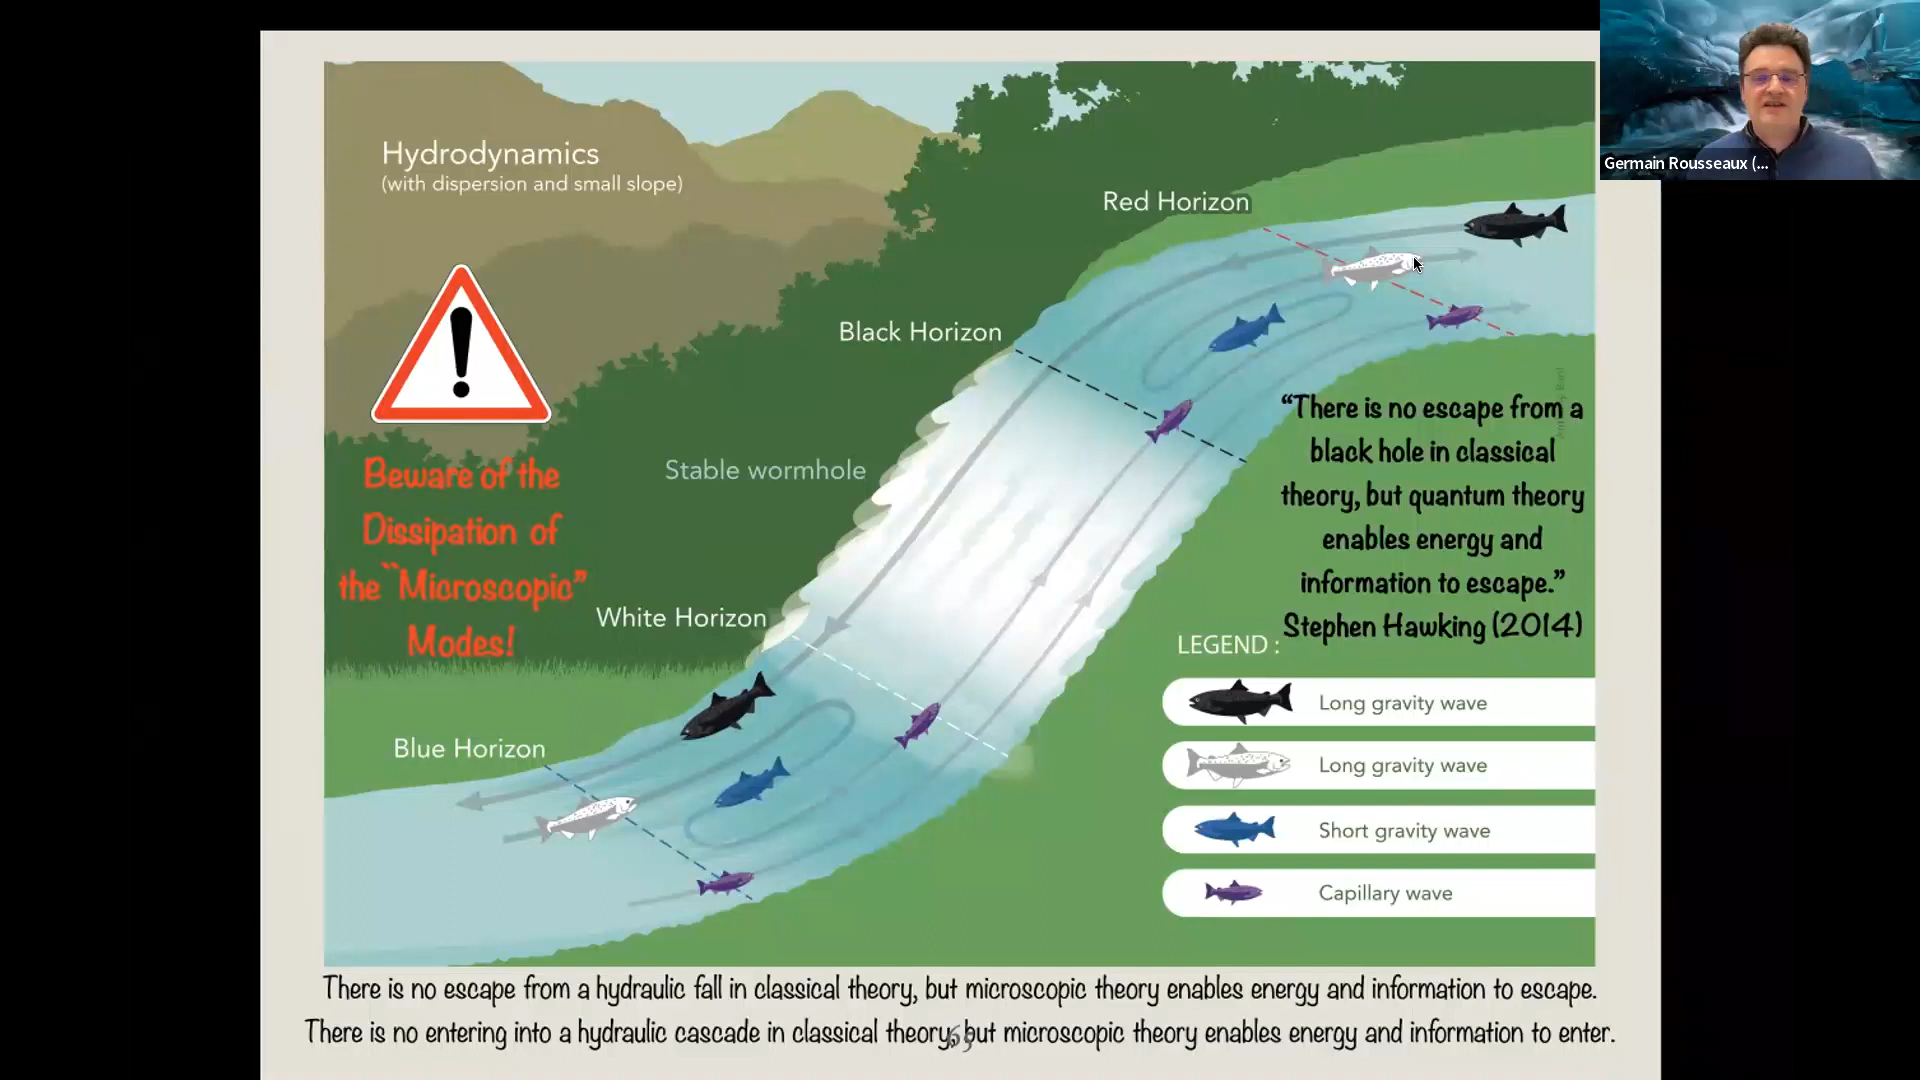 Germain Rousseaux (...
Hydrodynamics
(with dispersion and small slope)
Red Horizon
Black Horizon
Stable wormhole
White Horizon
Blue Horizon
Beware of the
Dissipation of
the ``Microscopic”
Modes!
“There is no escape from a
black hole in classical
theory, but quantum theory
enables energy and
information to escape.”
Stephen Hawking (2014)
LEGEND :
Long gravity wave
Long gravity wave
Short gravity wave
Capillary wave
There is no escape from a hydraulic fall in classical theory, but microscopic theory enables energy and information to escape.
There is no entering into a hydraulic cascade in classical theory, but microscopic theory enables energy and information to enter.
65